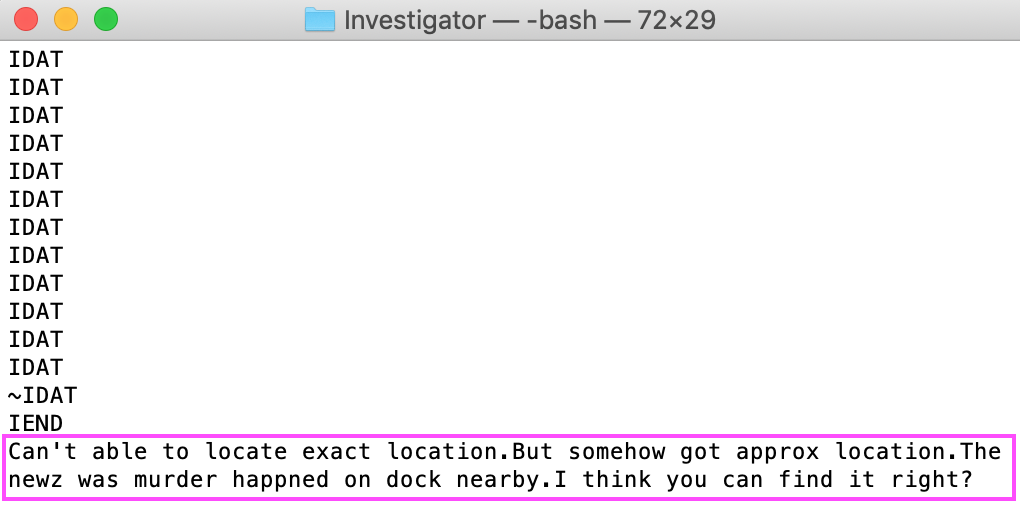 Investigator — -bash — 72×29
IDAT
IDAT
IDAT
IDAT
IDAT
IDAT
IDAT
IDAT
IDAT
IDAT
IDAT
IDAT
~IDAT
IEND
Can't able to locate exact location.But somehow got approx location.The
newz was murder happned on dock nearby.I think you can find it right?